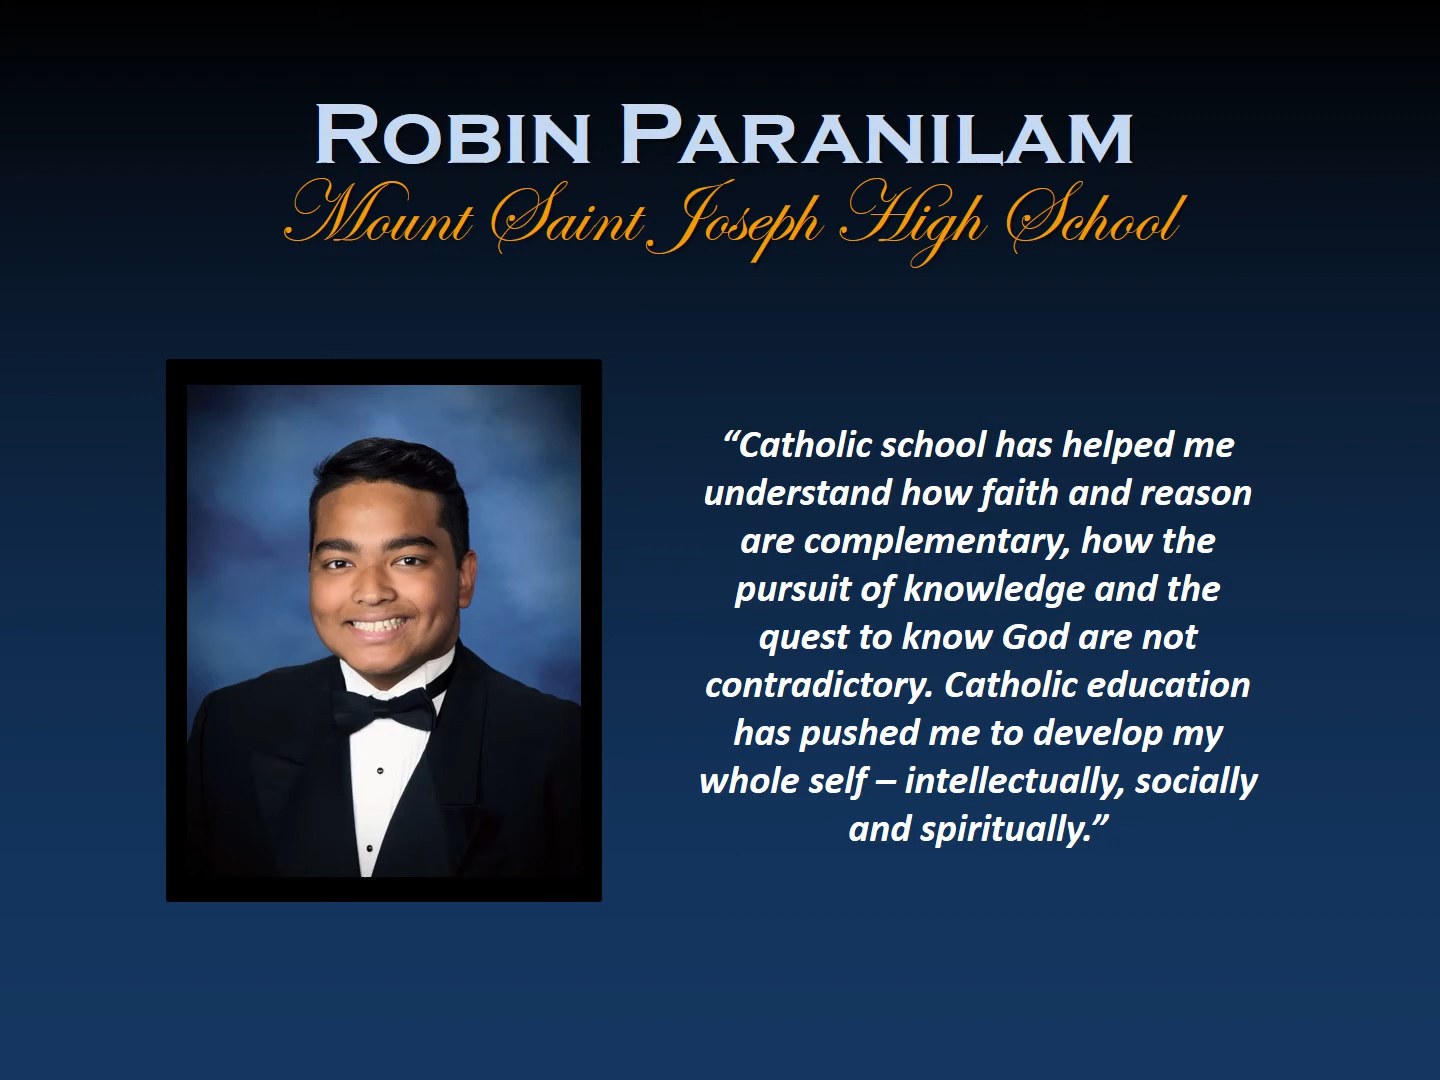 Robin Paranilam
Mount Saint Joseph High School
“Catholic school has helped me
understand how faith and reason
are complementary, how the
pursuit of knowledge and the
quest to know God are not
contradictory. Catholic education
has pushed me to develop my
whole self – intellectually, socially
and spiritually.”